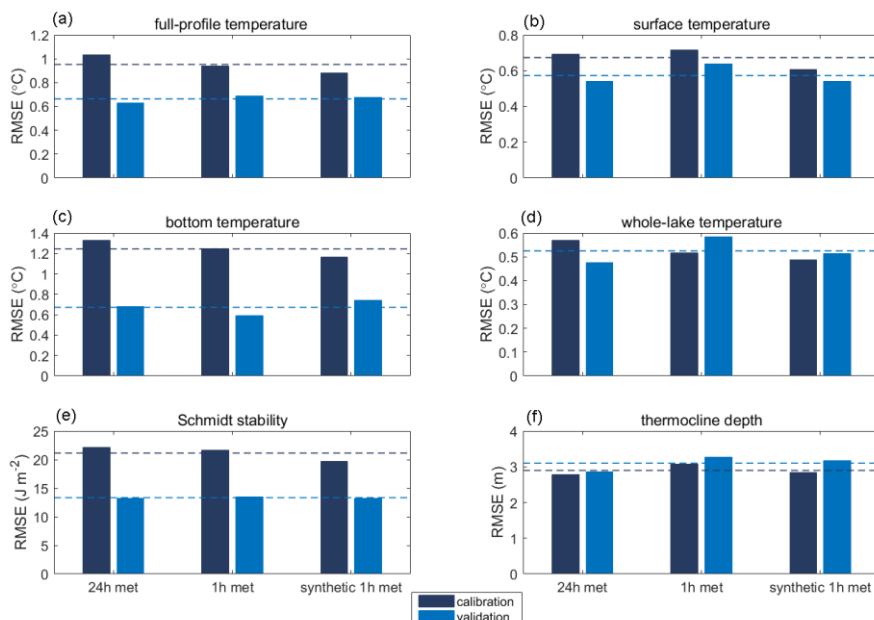 (a) full-profile temperature
RMSE (°C)
1.2
1
0.8
0.6
0.4
0.2
0
(b) surface temperature
RMSE (°C)
0.8
0.6
0.4
0.2
0
(c) bottom temperature
RMSE (°C)
1.4
1.2
1
0.8
0.6
0.4
0.2
0
(d) whole-lake temperature
RMSE (°C)
0.6
0.5
0.4
0.3
0.2
0.1
0
(e) Schmidt stability
RMSE (J m⁻²)
25
20
15
10
5
0
24h met 1h met synthetic 1h met
(f) thermocline depth
RMSE (m)
4
3
2
1
0
24h met 1h met synthetic 1h met
calibration
validation